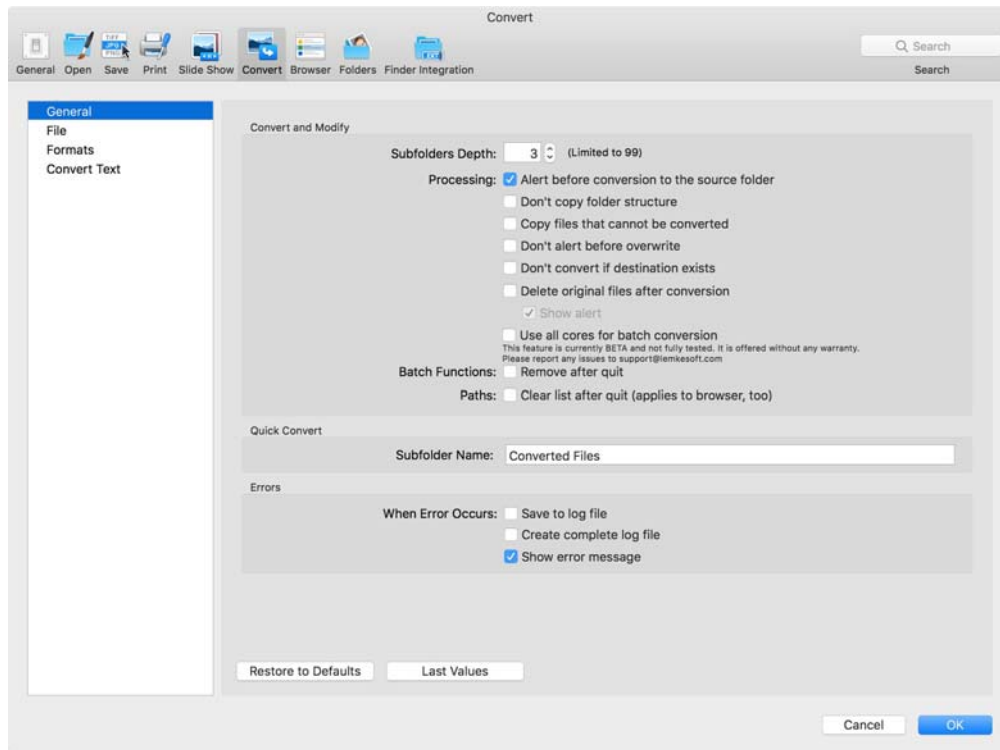 Convert
TIFF
JPG
PNG
General Open Save Print Slide Show Convert Browser Folders Finder Integration
Search
Search
General
File
Formats
Convert Text
Convert and Modify
Subfolders Depth: 3 (Limited to 99)
Processing: Alert before conversion to the source folder
Don't copy folder structure
Copy files that cannot be converted
Don't alert before overwrite
Don't convert if destination exists
Delete original files after conversion
Show alert
Use all cores for batch conversion
This feature is currently BETA and not fully tested. It is offered without any warranty.
Please report any issues to support@lemkesoft.com
Batch Functions: Remove after quit
Paths: Clear list after quit (applies to browser, too)
Quick Convert
Subfolder Name: Converted Files
Errors
When Error Occurs: Save to log file
Create complete log file
Show error message
Restore to Defaults Last Values
Cancel OK